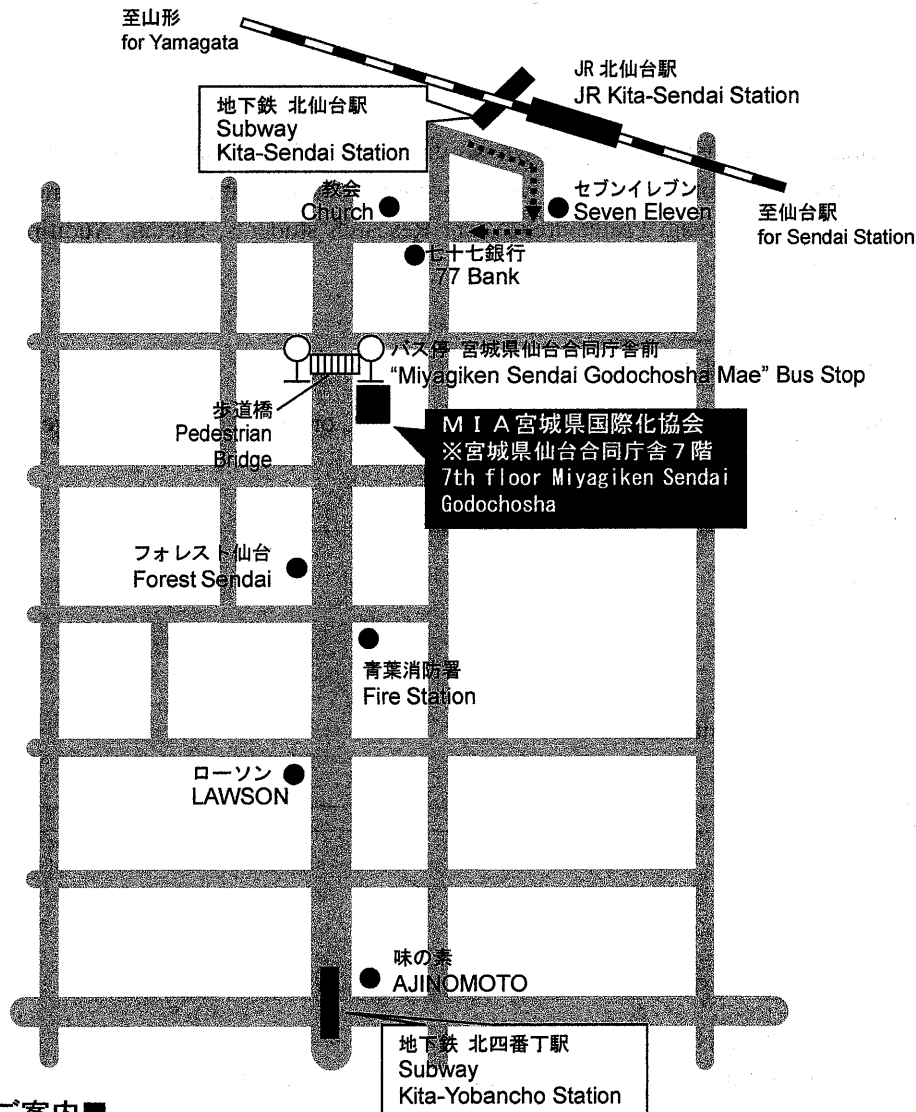 至山形
for Yamagata
JR 北仙台駅
JR Kita-Sendai Station
地下鉄 北仙台駅
Subway
Kita-Sendai Station
教会
Church
セブンイレブン
Seven Eleven
至仙台駅
for Sendai Station
七十七銀行
77 Bank
バス停 宮城県仙台合同庁舎前
“Miyagiken Sendai Godochosha Mae” Bus Stop
歩道橋
Pedestrian
Bridge
ＭＩＡ宮城県国際化協会
※宮城県仙台合同庁舎７階
7th floor Miyagiken Sendai
Godochosha
フォレスト仙台
Forest Sendai
青葉消防署
Fire Station
ローソン
LAWSON
味の素
AJINOMOTO
地下鉄 北四番丁駅
Subway
Kita-Yobancho Station
ご案内■